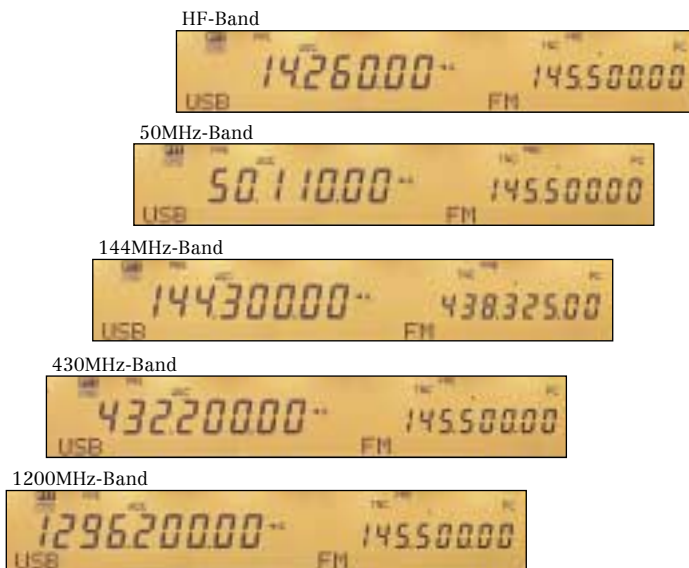 HF-Band
14.260.00 145.500.00
USB FM
50MHz-Band
50.110.00 145.500.00
USB FM
144MHz-Band
144.300.00 438.325.00
USB FM
430MHz-Band
432.200.00 145.500.00
USB FM
1200MHz-Band
1296.200.00 145.500.00
USB FM